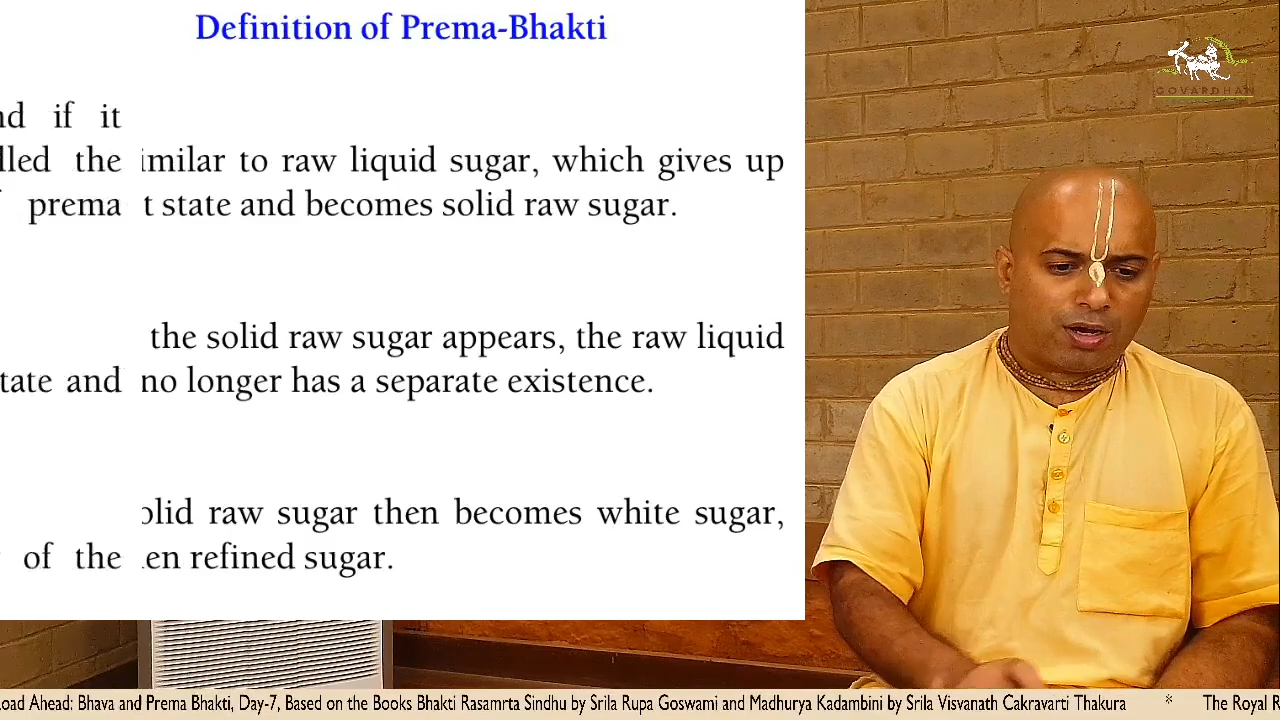 Definition of Prema-Bhakti
nd if it
lled the imilar to raw liquid sugar, which gives up
prema t state and becomes solid raw sugar.
the solid raw sugar appears, the raw liquid
tate and no longer has a separate existence.
olid raw sugar then becomes white sugar,
of the en refined sugar.
GOVARDHAN
oad Ahead: Bhava and Prema Bhakti, Day-7, Based on the Books Bhakti Rasamrta Sindhu by Srila Rupa Goswami and Madhurya Kadambini by Srila Visvanath Cakravarti Thakura * The Royal R